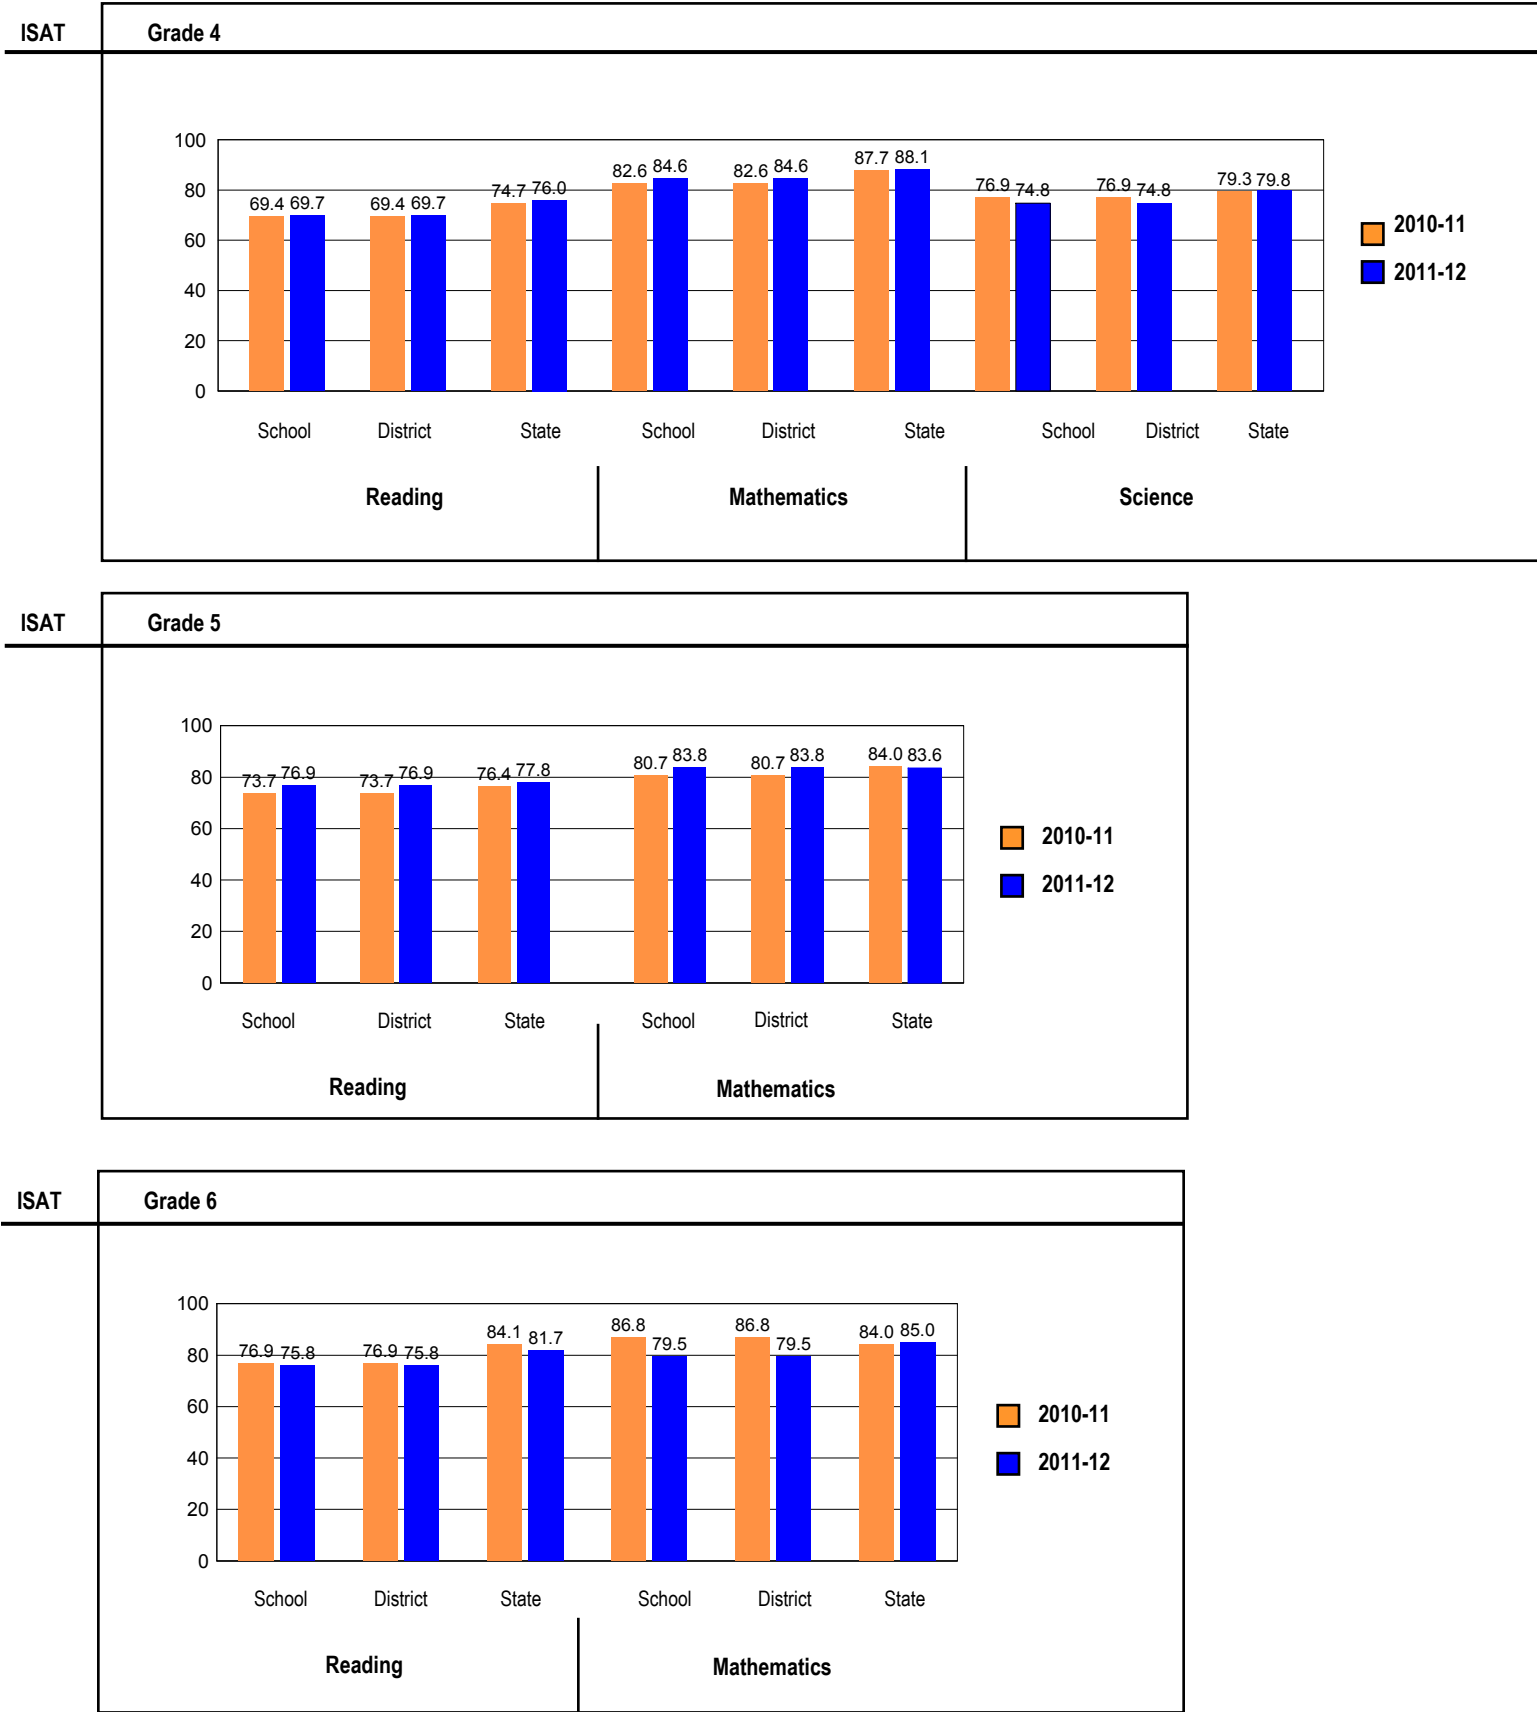 ISAT Grade 4
100
80
60
40
20
0
69.4 69.7 69.4 69.7 74.7 76.0 82.6 84.6 82.6 84.6 87.7 88.1 76.9 74.8 76.9 74.8 79.3 79.8
2010-11
2011-12
School District State School District State School District State
Reading Mathematics Science
ISAT Grade 5
100
80
60
40
20
0
73.7 76.9 73.7 76.9 76.4 77.8 80.7 83.8 80.7 83.8 84.0 83.6
2010-11
2011-12
School District State School District State
Reading Mathematics
ISAT Grade 6
100
80
60
40
20
0
76.9 75.8 76.9 75.8 84.1 81.7 86.8 79.5 86.8 79.5 84.0 85.0
2010-11
2011-12
School District State School District State
Reading Mathematics